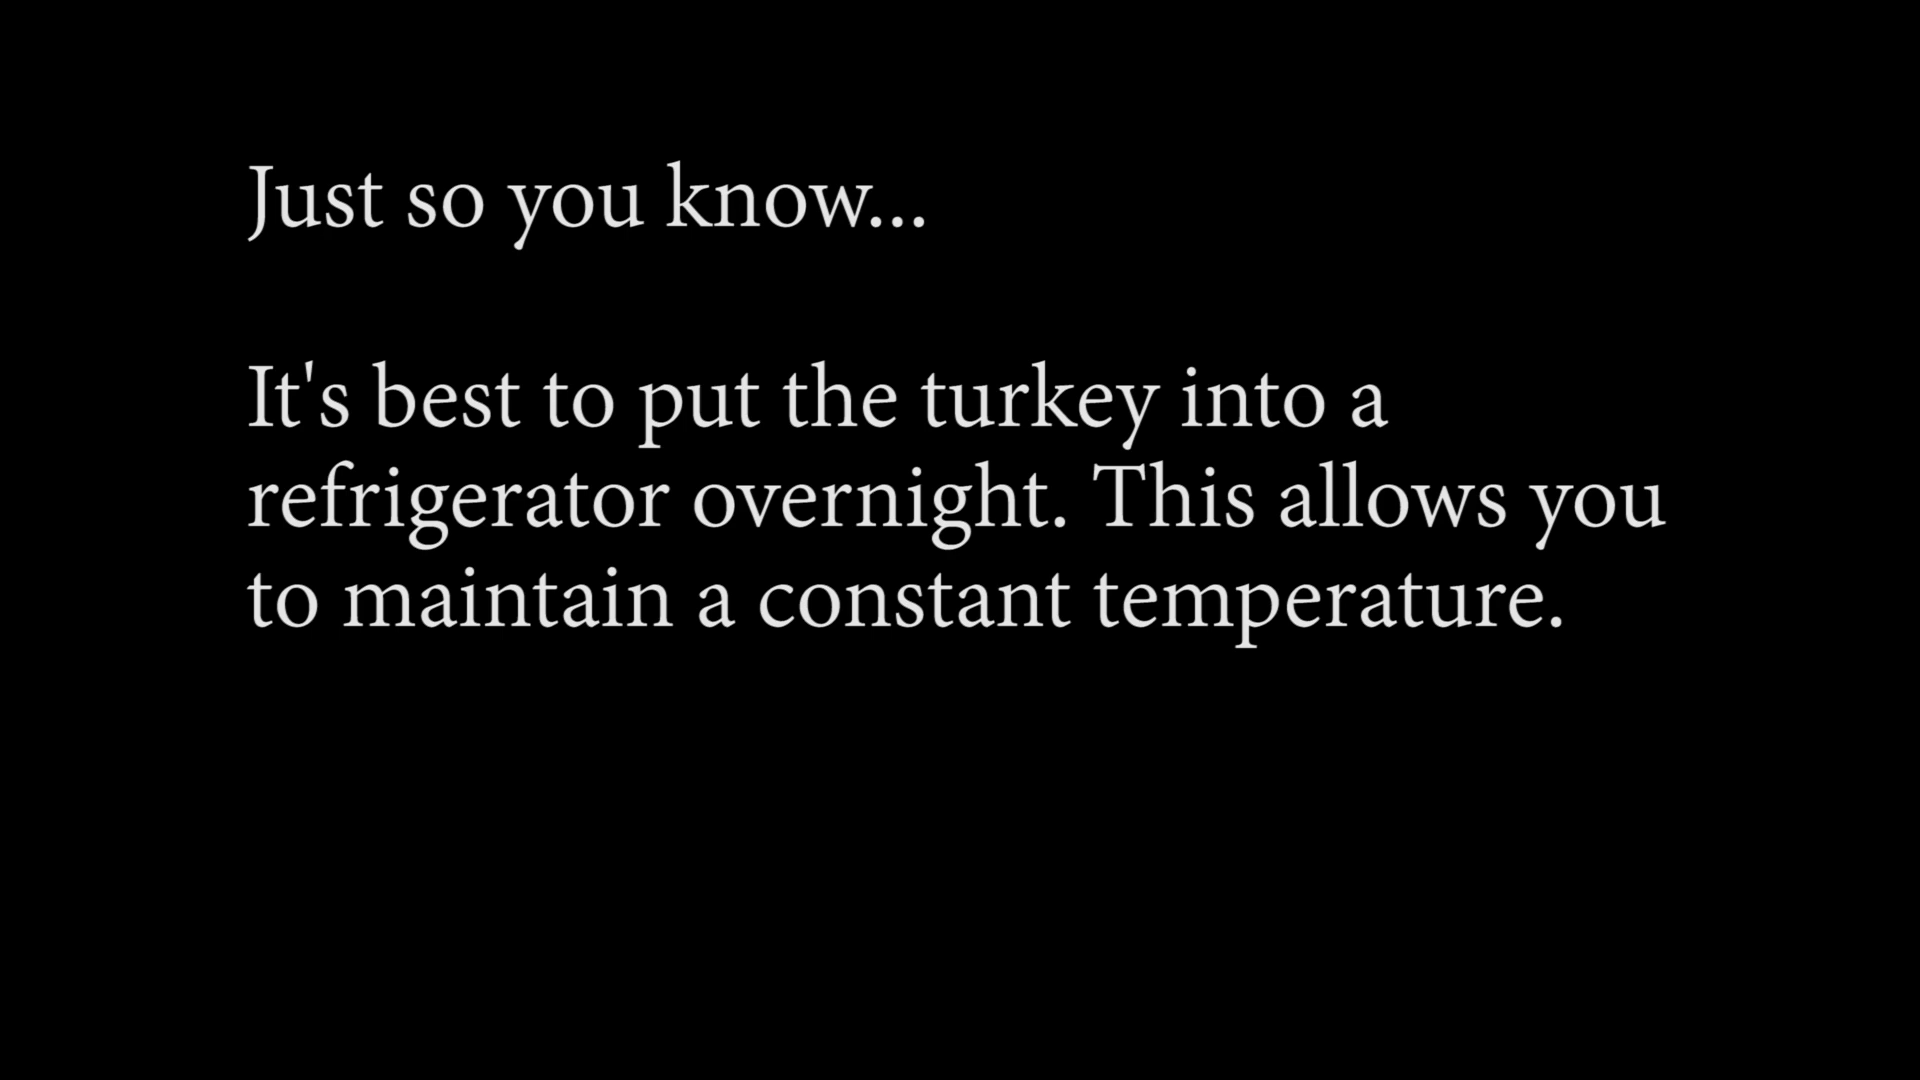 Just so you know...
It's best to put the turkey into a
refrigerator overnight. This allows you
to maintain a constant temperature.